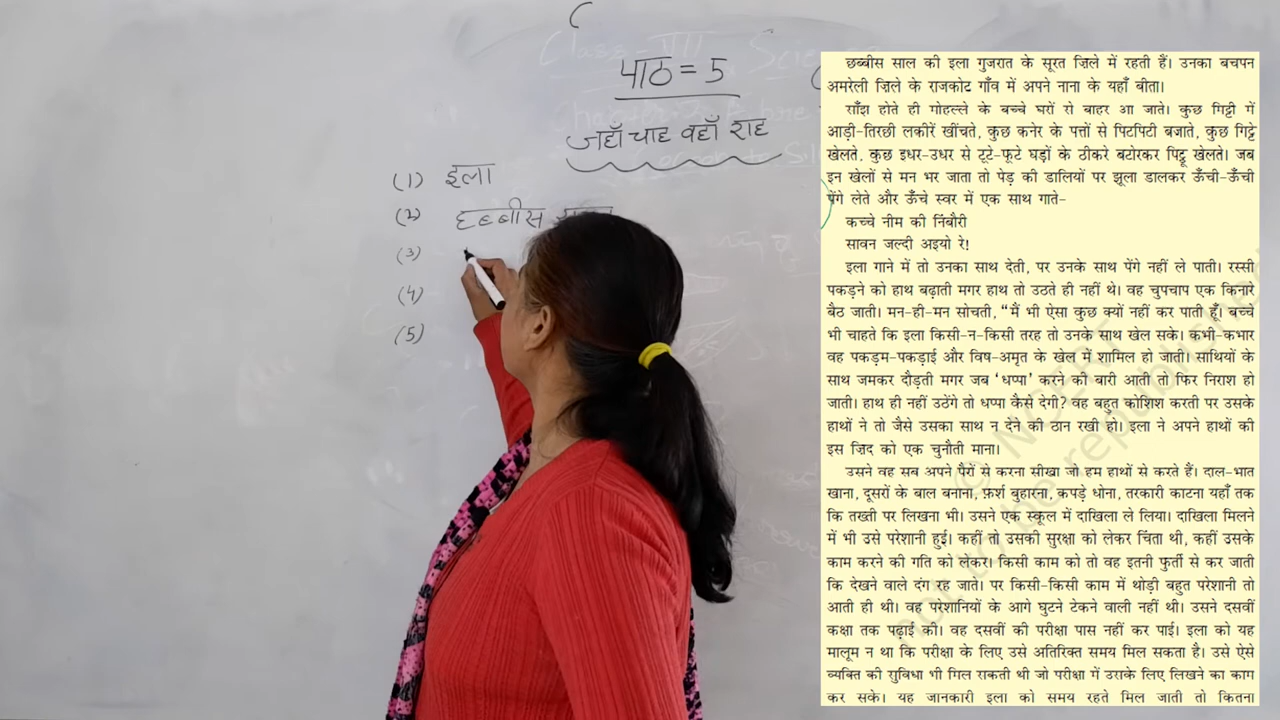 पाठ = 5
जहाँ चाह वहाँ राह
(1) इला
(2) छब्बीस
(3)
(4)
(5)
छब्बीस साल की इला गुजरात के सूरत ज़िले में रहती हैं। उनका बचपन
अमरेली ज़िले के राजकोट गाँव में अपने नाना के यहाँ बीता।
साँझ होते ही मोहल्ले के बच्चे घरों से बाहर आ जाते। कुछ मिट्टी में
आड़ी-तिरछी लकीरें खींचते, कुछ कनेर के पत्तों से पिटपिटी बजाते, कुछ गिट्टे
खेलते, कुछ इधर-उधर से टूटे-फूटे घड़ों के ठीकरे बटोरकर पिट्ठू खेलते। जब
इन खेलों से मन भर जाता तो पेड़ की डालियों पर झूला डालकर ऊँची-ऊँची
पेंगे लेते और ऊँचे स्वर में एक साथ गाते-
कच्चे नीम की निंबौरी
सावन जल्दी अइयो रे!
इला गाने में तो उनका साथ देती, पर उनके साथ पेंगे नहीं ले पाती। रस्सी
पकड़ने को हाथ बढ़ाती मगर हाथ तो उठते ही नहीं थे। वह चुपचाप एक किनारे
बैठ जाती। मन-ही-मन सोचती, “मैं भी ऐसा कुछ क्यों नहीं कर पाती हूँ। बच्चे
भी चाहते कि इला किसी-न-किसी तरह तो उनके साथ खेल सके। कभी-कभार
वह पकड़म-पकड़ाई और विष-अमृत के खेल में शामिल हो जाती। साथियों के
साथ जमकर दौड़ती मगर जब ‘धप्पा’ करने की बारी आती तो फिर निराश हो
जाती। हाथ ही नहीं उठेंगे तो धप्पा कैसे देगी? वह बहुत कोशिश करती पर उसके
हाथों ने तो जैसे उसका साथ न देने की ठान रखी हो। इला ने अपने हाथों की
इस ज़िद को एक चुनौती माना।
उसने वह सब अपने पैरों से करना सीखा जो हम हाथों से करते हैं। दाल-भात
खाना, दूसरों के बाल बनाना, फ़र्श बुहारना, कपड़े धोना, तरकारी काटना यहाँ तक
कि तख्ती पर लिखना भी। उसने एक स्कूल में दाखिला ले लिया। दाखिला मिलने
में भी उसे परेशानी हुई। कहीं तो उसकी सुरक्षा को लेकर चिंता थी, कहीं उसके
काम करने की गति को लेकर। किसी काम को तो वह इतनी फुर्ती से कर जाती
कि देखने वाले दंग रह जाते। पर किसी-किसी काम में थोड़ी बहुत परेशानी तो
आती ही थी। वह परेशानियों के आगे घुटने टेकने वाली नहीं थी। उसने दसवीं
कक्षा तक पढ़ाई की। वह दसवीं की परीक्षा पास नहीं कर पाई। इला को यह
मालूम न था कि परीक्षा के लिए उसे अतिरिक्त समय मिल सकता है। उसे ऐसे
व्यक्ति की सुविधा भी मिल सकती थी जो परीक्षा में उसके लिए लिखने का काम
कर सके। यह जानकारी इला को समय रहते मिल जाती तो कितना
© NCERT
not to be republished